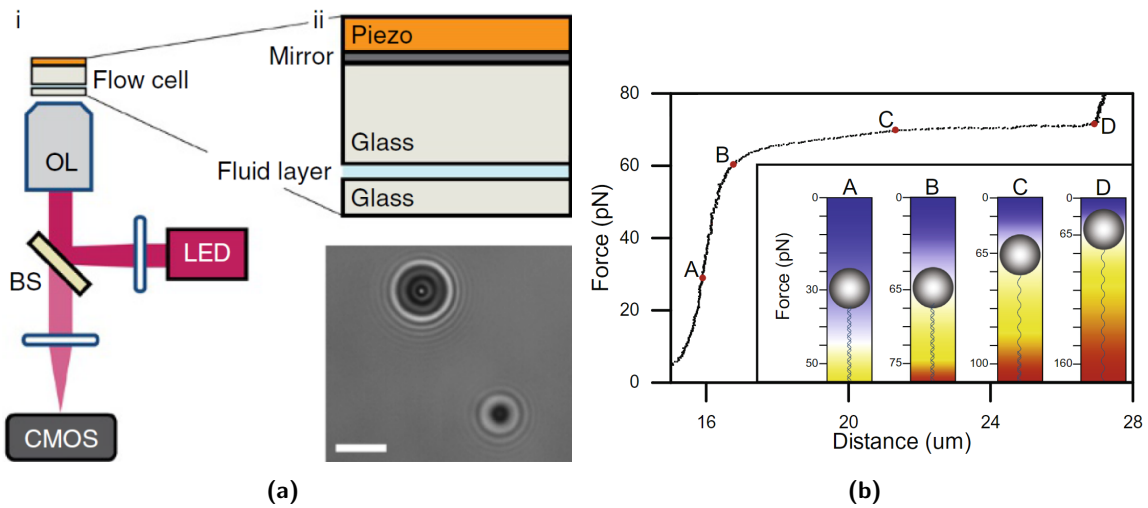 i
ii
Piezo
Mirror
Flow cell
Glass
OL
Fluid layer
Glass
LED
BS
CMOS
(a)
80
60
40
20
0
Force (pN)
A
B
C
D
16
20
24
28
Distance (um)
Force (pN)
A
0
30
50
B
0
65
75
C
0
65
100
D
0
65
160
(b)